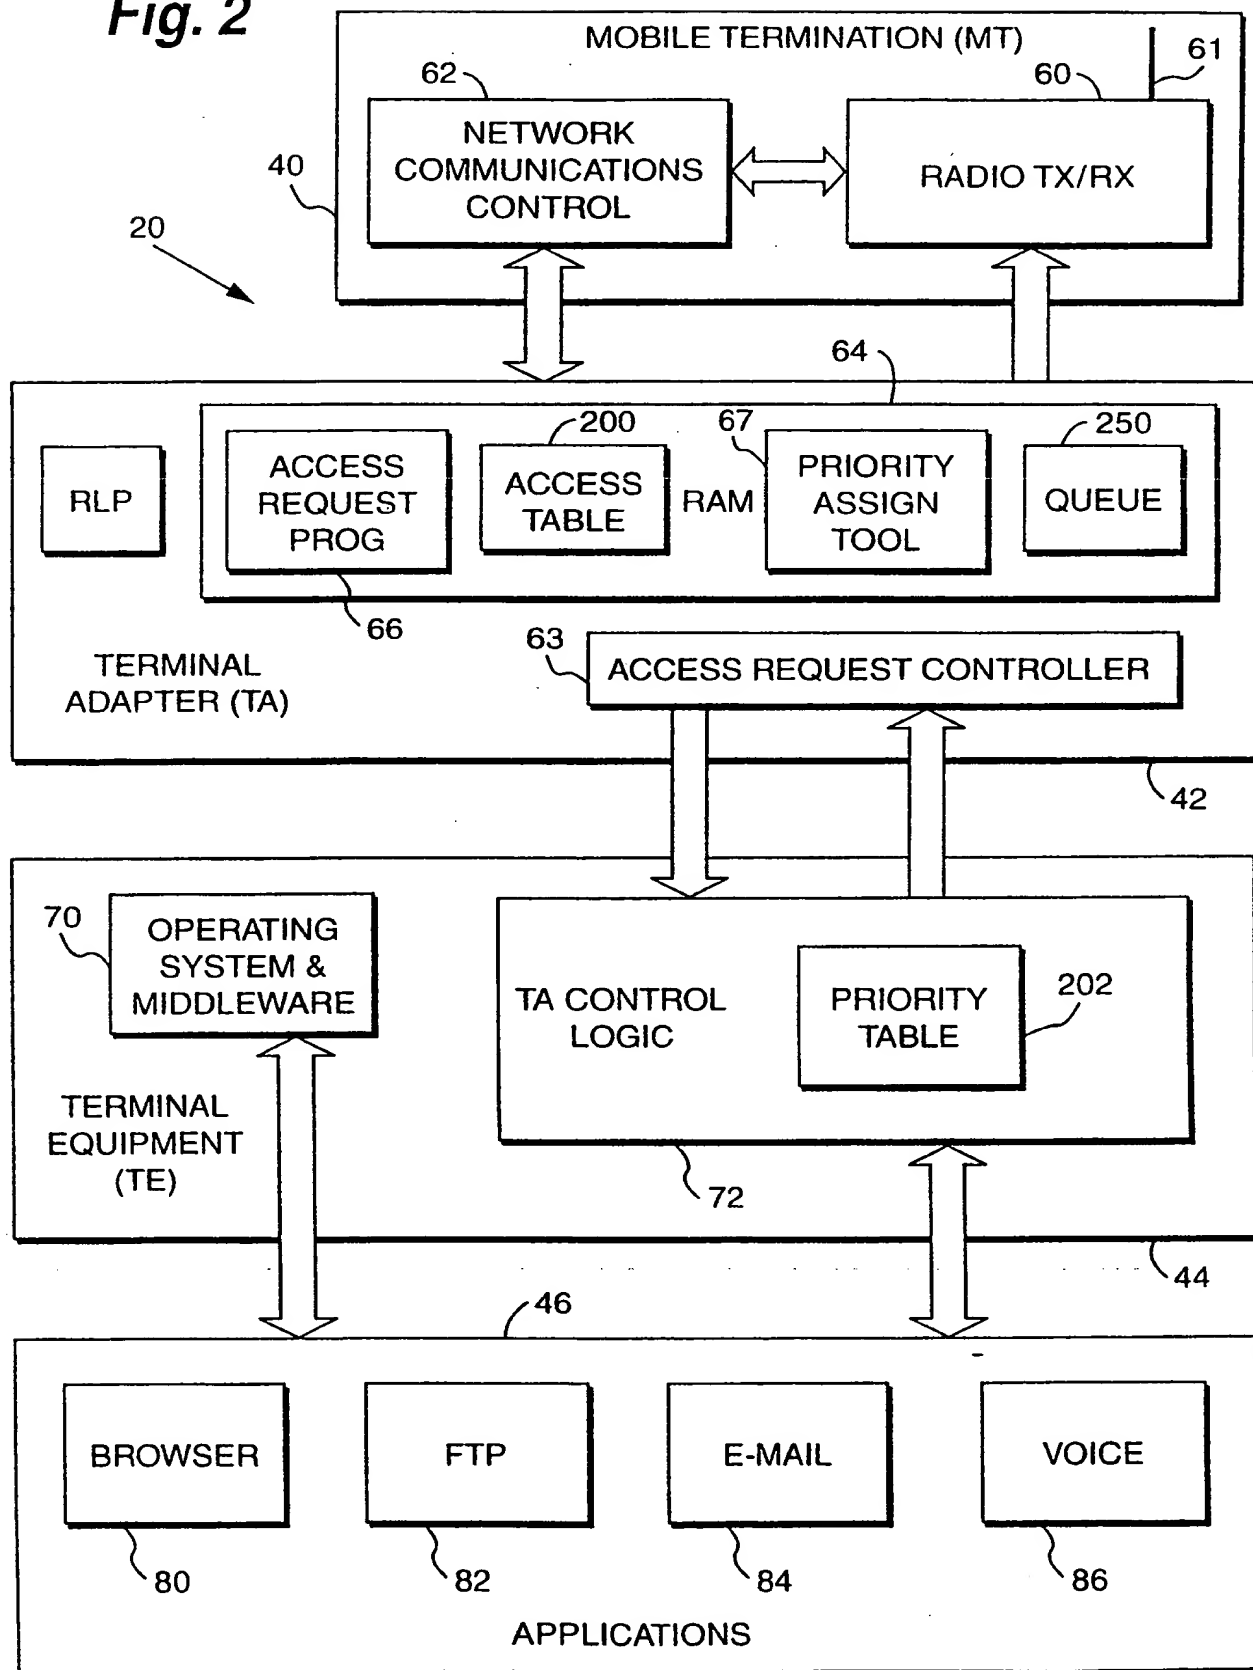 Fig. 2
MOBILE TERMINATION (MT)
61
62
60
NETWORK
COMMUNICATIONS
CONTROL
RADIO TX/RX
40
20
64
200
67
250
RLP
ACCESS
REQUEST
PROG
ACCESS
TABLE
RAM
PRIORITY
ASSIGN
TOOL
QUEUE
66
63
TERMINAL
ADAPTER (TA)
ACCESS REQUEST CONTROLLER
42
70
OPERATING
SYSTEM &
MIDDLEWARE
TA CONTROL
LOGIC
PRIORITY
TABLE
202
TERMINAL
EQUIPMENT
(TE)
72
44
46
BROWSER
FTP
E-MAIL
VOICE
80
82
84
86
APPLICATIONS